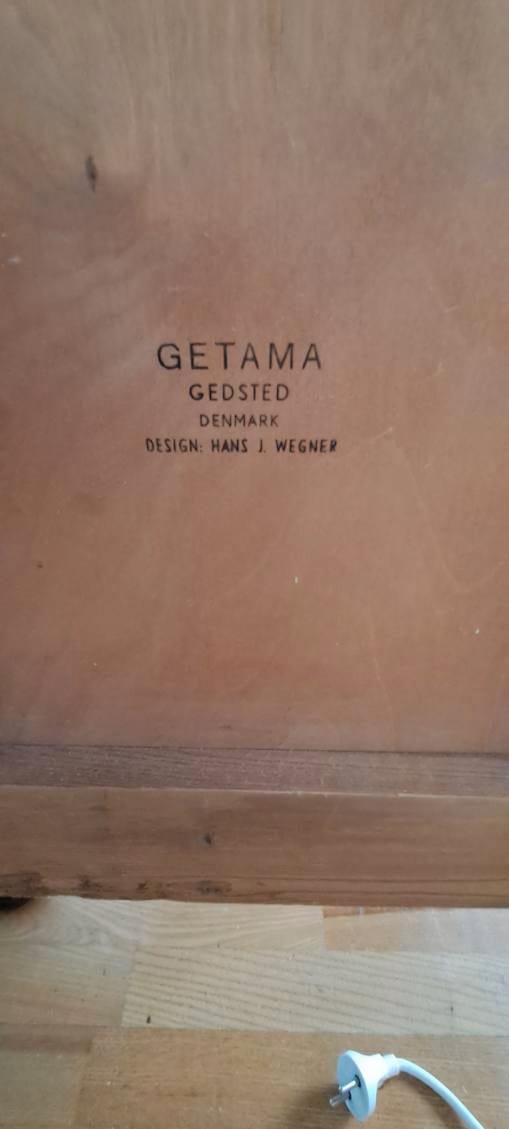 GETAMA
GEDSTED
DENMARK
DESIGN: HANS J. WEGNER